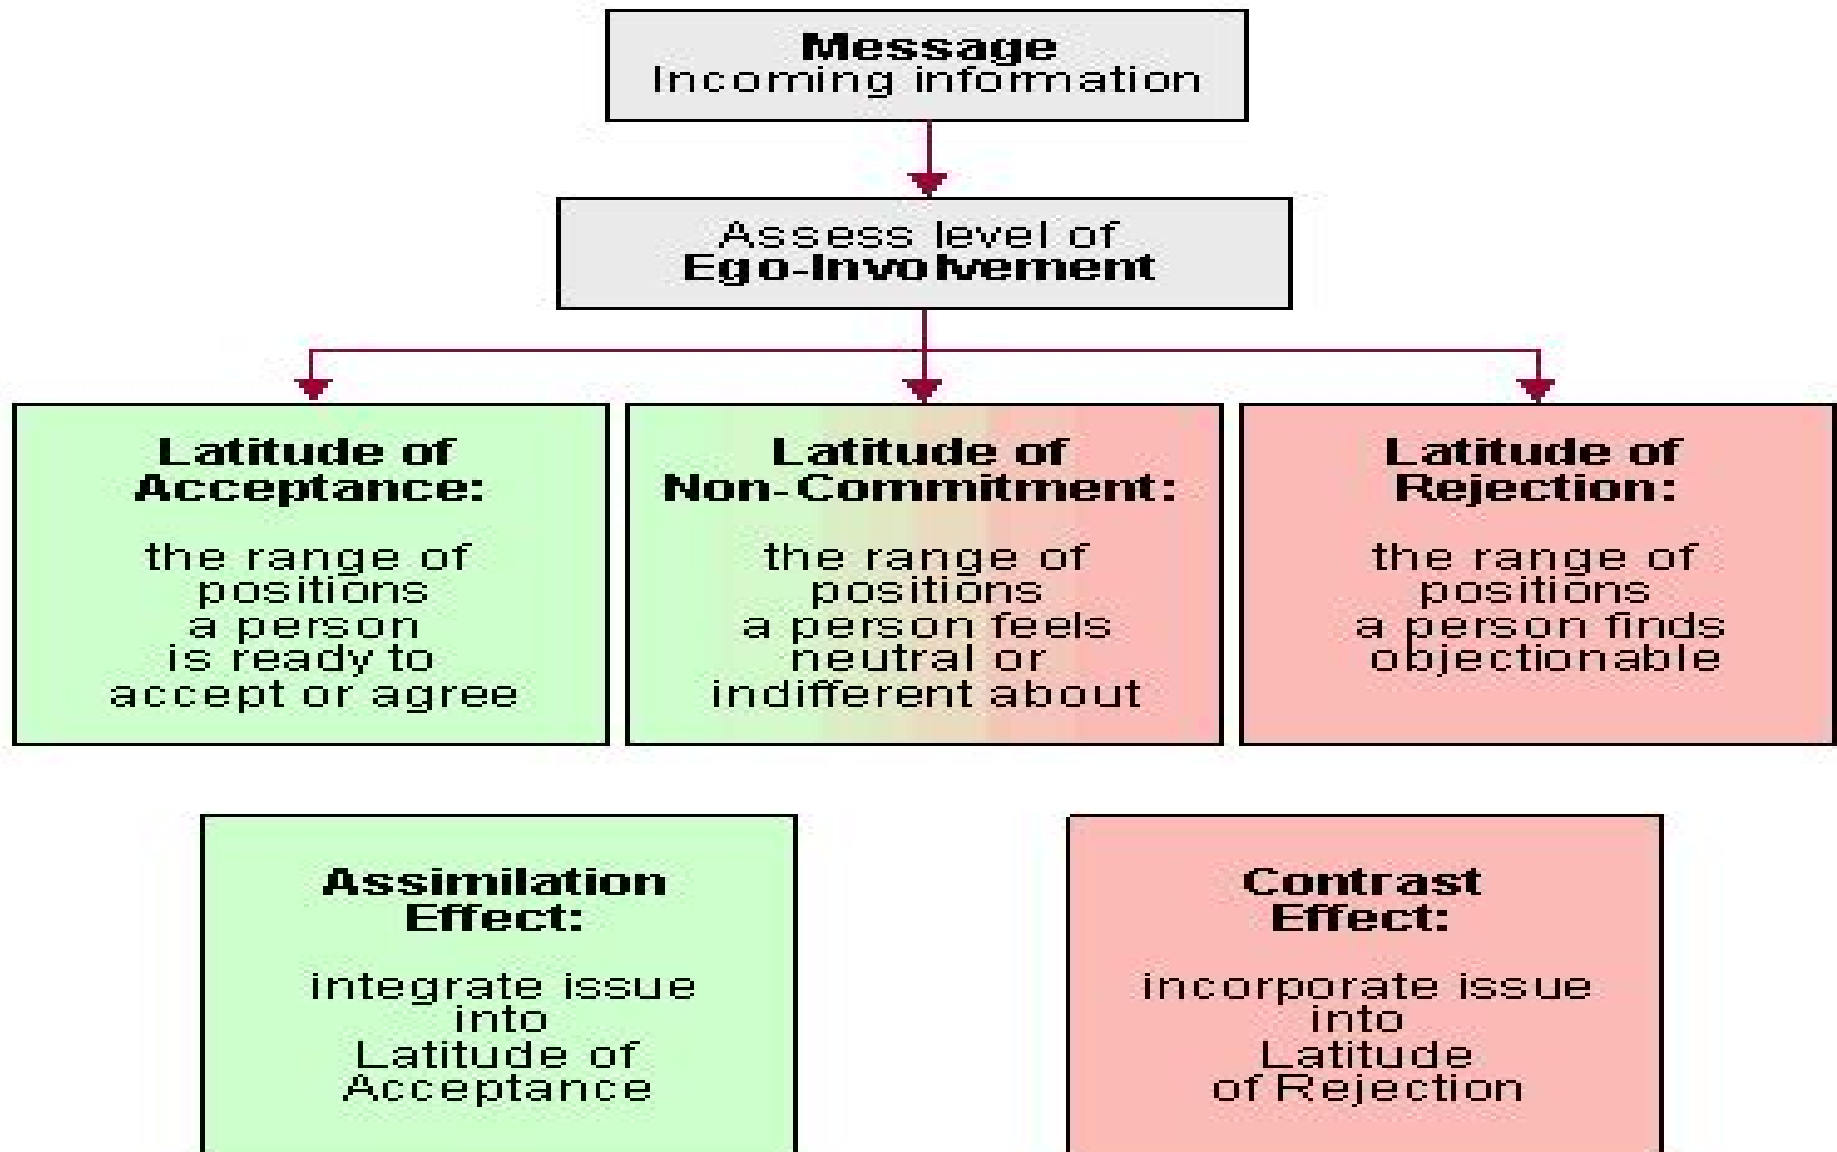 Message
Incoming information
Assess level of
Ego-Involvement
Latitude of
Acceptance:
the range of
positions
a person
is ready to
accept or agree
Latitude of
Non-Commitment:
the range of
positions
a person feels
neutral or
indifferent about
Latitude of
Rejection:
the range of
positions
a person finds
objectionable
Assimilation
Effect:
integrate issue
into
Latitude of
Acceptance
Contrast
Effect:
incorporate issue
into
Latitude
of Rejection